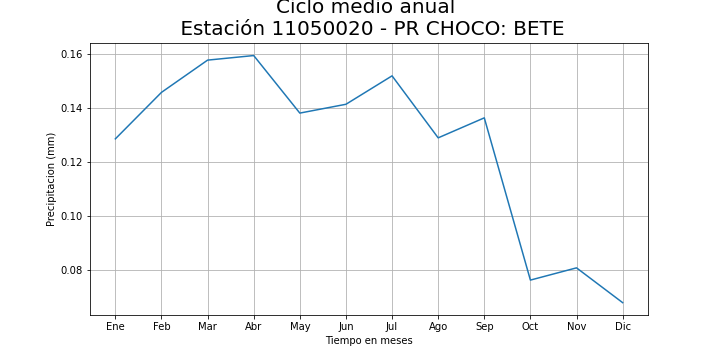 Ciclo medio anual
Estación 11050020 - PR CHOCO: BETE
Precipitacion (mm)
0.16
0.14
0.12
0.10
0.08
Ene Feb Mar Abr May Jun Jul Ago Sep Oct Nov Dic
Tiempo en meses